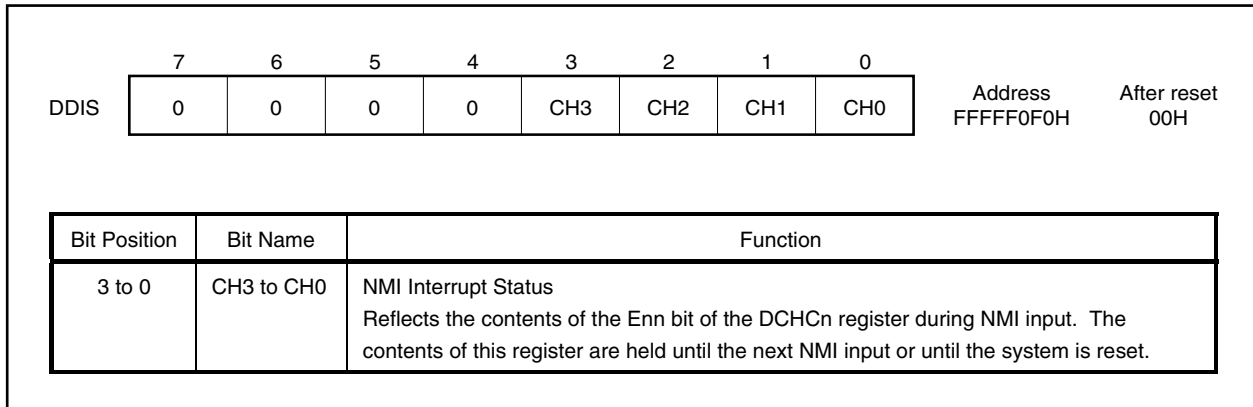 7 6 5 4 3 2 1 0
DDIS 0 0 0 0 CH3 CH2 CH1 CH0 Address After reset
FFFFF0F0H 00H
Bit Position Bit Name Function
3 to 0 CH3 to CH0 NMI Interrupt Status
Reflects the contents of the Enn bit of the DCHCn register during NMI input. The
contents of this register are held until the next NMI input or until the system is reset.